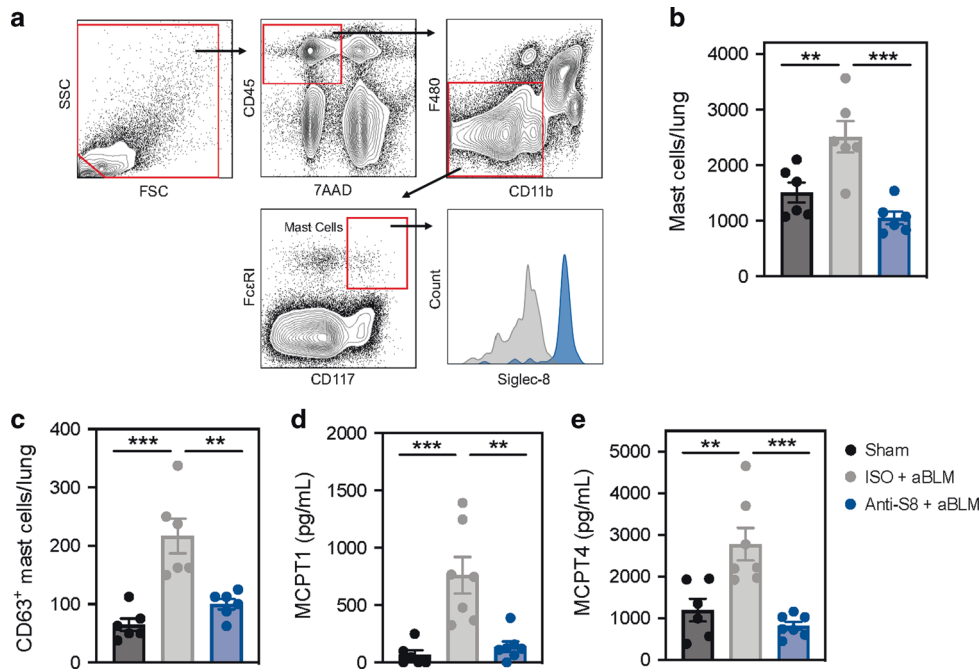 a
SSC
FSC
CD45
7AAD
F480
CD11b
Mast Cells
FcεRI
CD117
Count
Siglec-8
b
Mast cells/lung
4000
3000
2000
1000
0
**
***
c
CD63+ mast cells/lung
400
300
200
100
0
***
**
d
MCPT1 (pg/mL)
2000
1500
1000
500
0
***
**
e
MCPT4 (pg/mL)
5000
4000
3000
2000
1000
0
**
***
Sham
ISO + aBLM
Anti-S8 + aBLM